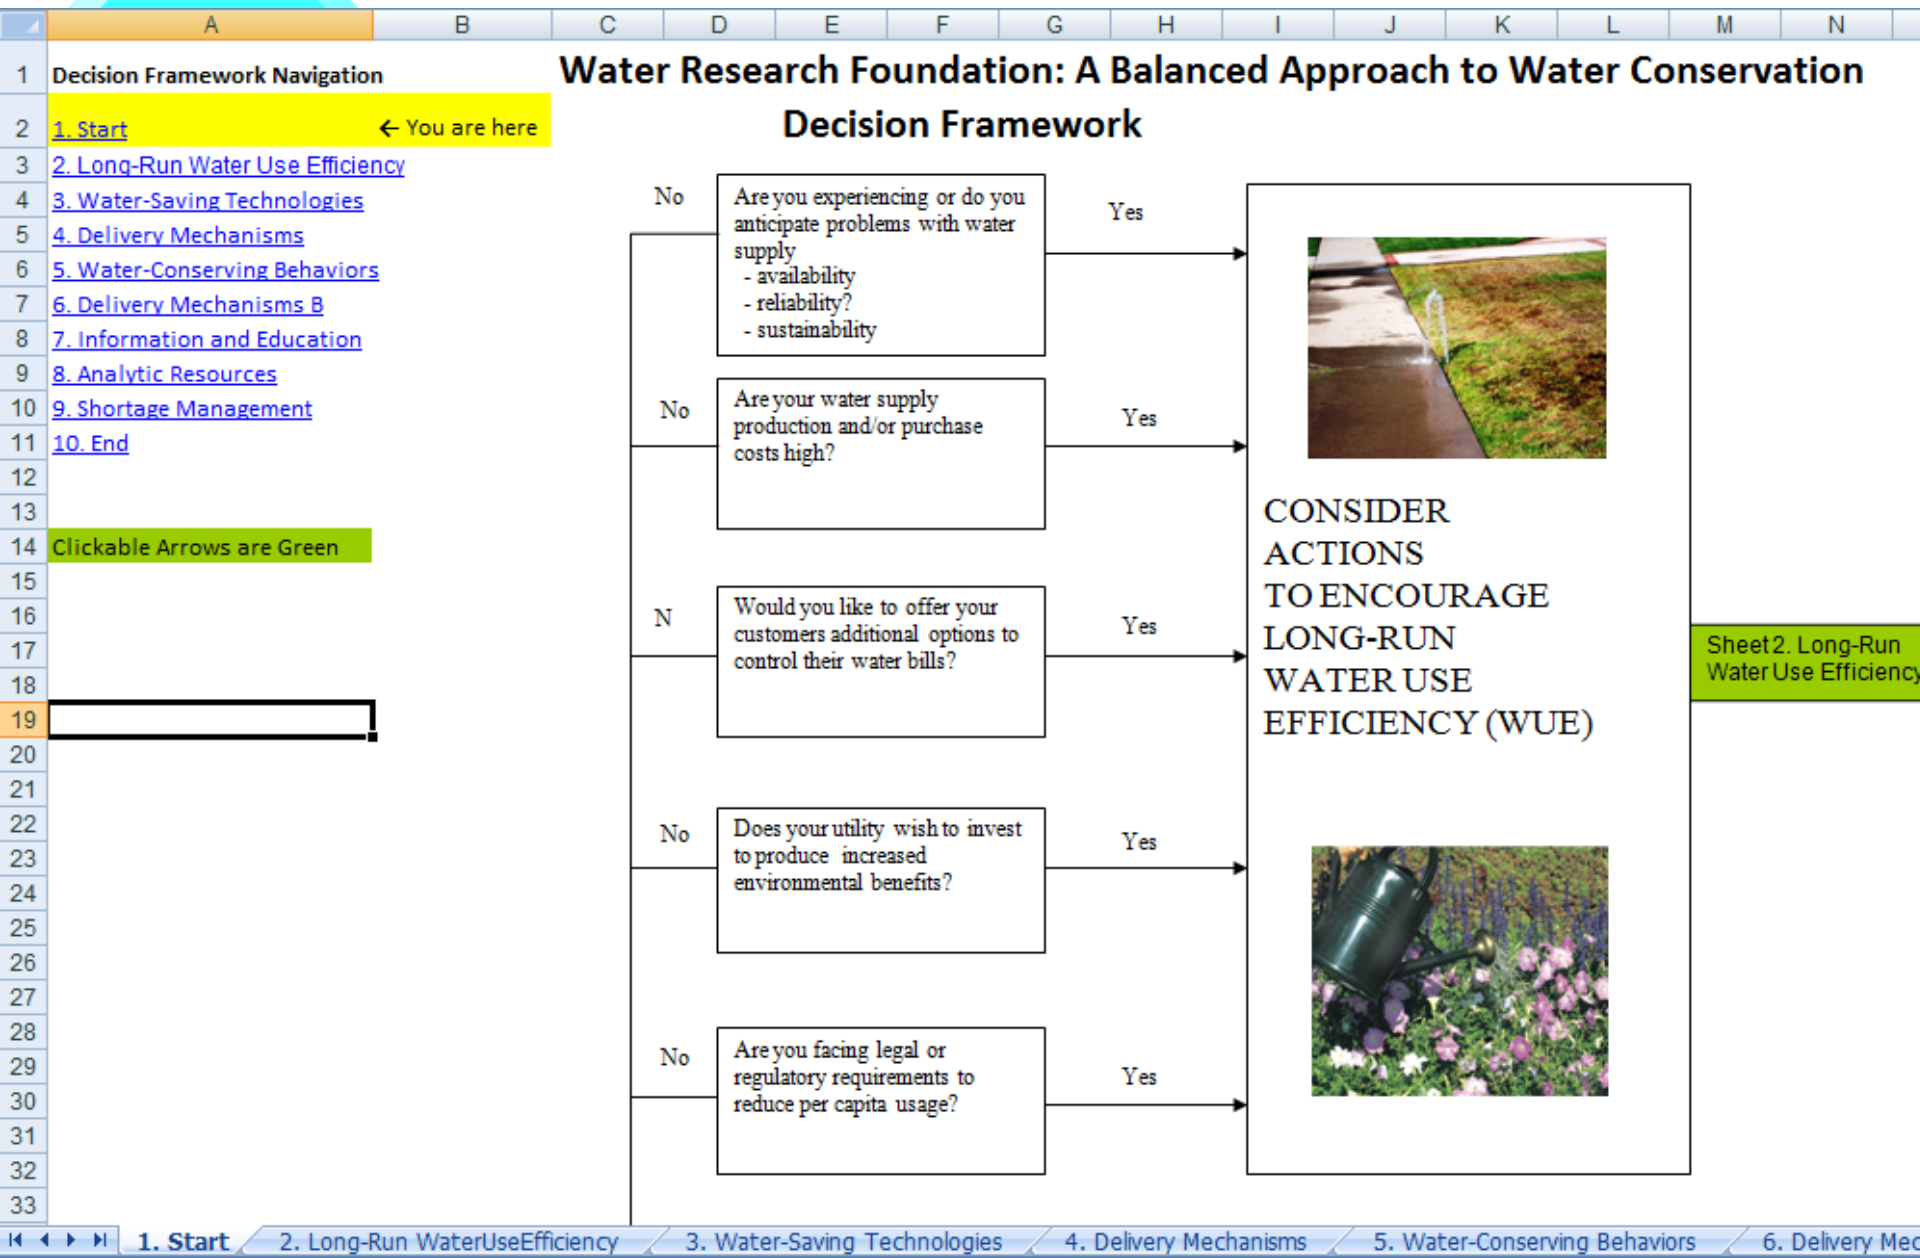 A B C D E F G H I J K L M N
1 Decision Framework Navigation
Water Research Foundation: A Balanced Approach to Water Conservation
Decision Framework
2 1. Start ← You are here
3 2. Long-Run Water Use Efficiency
4 3. Water-Saving Technologies
5 4. Delivery Mechanisms
6 5. Water-Conserving Behaviors
7 6. Delivery Mechanisms B
8 7. Information and Education
9 8. Analytic Resources
10 9. Shortage Management
11 10. End
12
13
14 Clickable Arrows are Green
15
16
17
18
19
20
21
22
23
24
25
26
27
28
29
30
31
32
33
No
Are you experiencing or do you
anticipate problems with water
supply
- availability
- reliability?
- sustainability
Yes
No
Are your water supply
production and/or purchase
costs high?
Yes
N
Would you like to offer your
customers additional options to
control their water bills?
Yes
No
Does your utility wish to invest
to produce increased
environmental benefits?
Yes
No
Are you facing legal or
regulatory requirements to
reduce per capita usage?
Yes
CONSIDER
ACTIONS
TO ENCOURAGE
LONG-RUN
WATER USE
EFFICIENCY (WUE)
Sheet 2. Long-Run
Water Use Efficiency
1. Start 2. Long-Run WaterUseEfficiency 3. Water-Saving Technologies 4. Delivery Mechanisms 5. Water-Conserving Behaviors 6. Delivery Mec